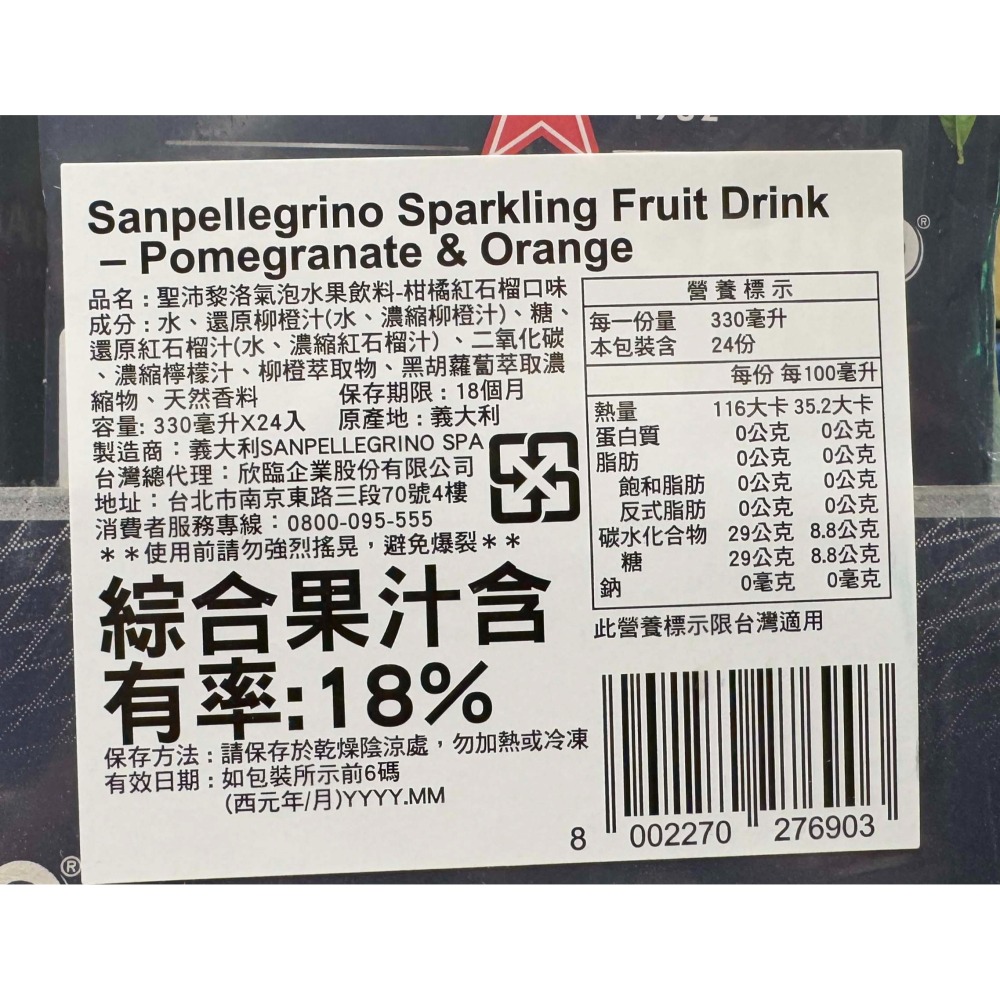 Sanpellegrino Sparkling Fruit Drink
– Pomegranate & Orange
品名:聖沛黎洛氣泡水果飲料-柑橘紅石榴口味
成分:水、還原柳橙汁(水、濃縮柳橙汁)、糖、
還原紅石榴汁(水、濃縮紅石榴汁)、二氧化碳
、濃縮檸檬汁、柳橙萃取物、黑胡蘿蔔萃取濃
縮物、天然香料 保存期限:18個月
容量: 330毫升X24入 原產地:義大利
製造商:義大利SANPELLEGRINO SPA
台灣總代理:欣臨企業股份有限公司
地址:台北市南京東路三段70號4樓
消費者服務專線:0800-095-555
**使用前請勿強烈搖晃,避免爆裂**
綜合果汁含
有率:18%
保存方法:請保存於乾燥陰涼處,勿加熱或冷凍
有效日期:如包裝所示前6碼
(西元年/月)YYYY.MM
營養標示
每一份量 330毫升
本包裝含 24份
每份 每100毫升
熱量 116大卡 35.2大卡
蛋白質 0公克 0公克
脂肪 0公克 0公克
飽和脂肪 0公克 0公克
反式脂肪 0公克 0公克
碳水化合物 29公克 8.8公克
糖 29公克 8.8公克
鈉 0毫克 0毫克
此營養標示限台灣適用
8 002270 276903
®
®